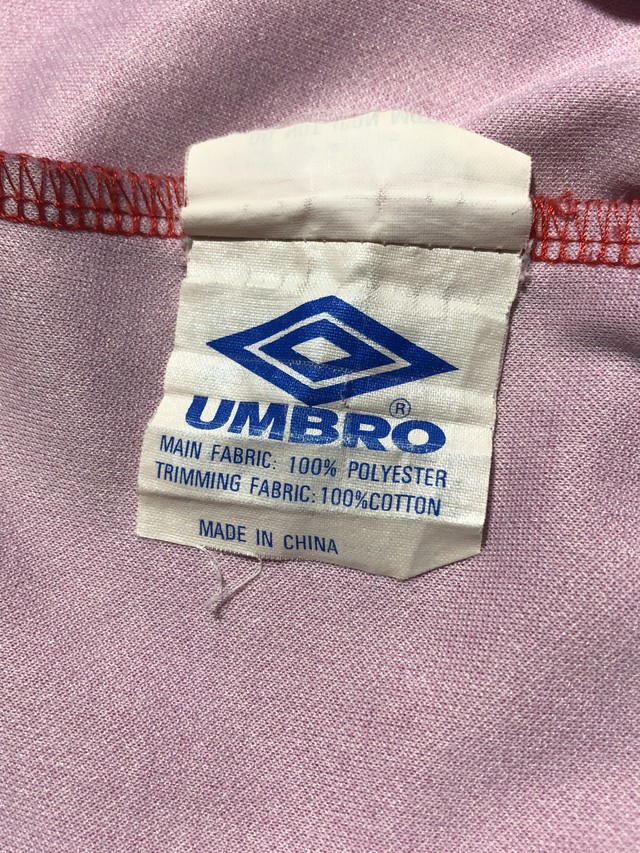 UMBRO®
MAIN FABRIC: 100% POLYESTER
TRIMMING FABRIC: 100%COTTON
MADE IN CHINA